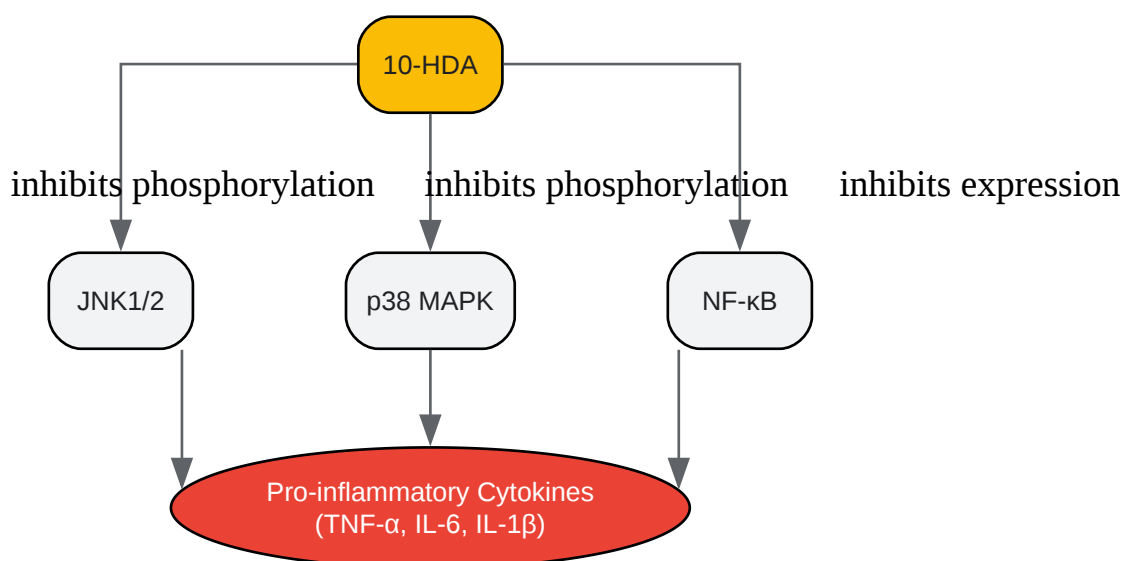 10-HDA
inhibits phosphorylation
inhibits phosphorylation
inhibits expression
JNK1/2
p38 MAPK
NF-κB
Pro-inflammatory Cytokines
(TNF-α, IL-6, IL-1β)